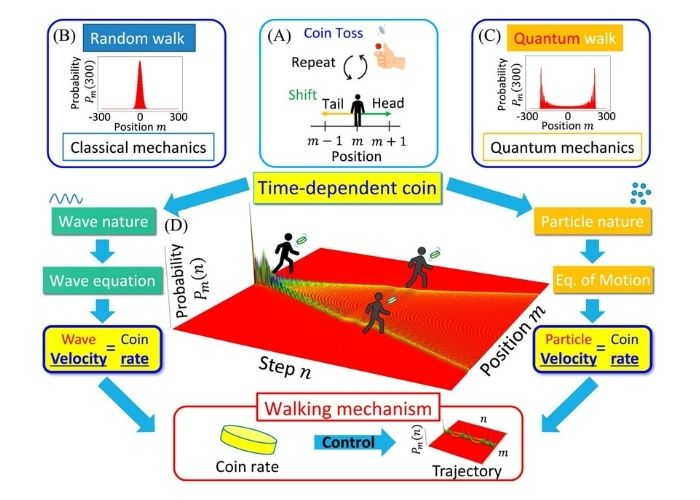 (B)
Random walk
Probability
Pₘ(300)
-300 0 300
Position m
Classical mechanics
(A)
Coin Toss
Repeat
Shift
Tail Head
m − 1 m m + 1
Position
(C)
Quantum walk
Probability
Pₘ(300)
-300 0 300
Position m
Quantum mechanics
Time-dependent coin
Wave nature
Wave equation
Wave Velocity = Coin rate
(D)
Probability
Pₘ(n)
Step n
Position m
Particle nature
Eq. of Motion
Particle Velocity = Coin rate
Walking mechanism
Coin rate
Control
Pₘ(n)
n
m
Trajectory